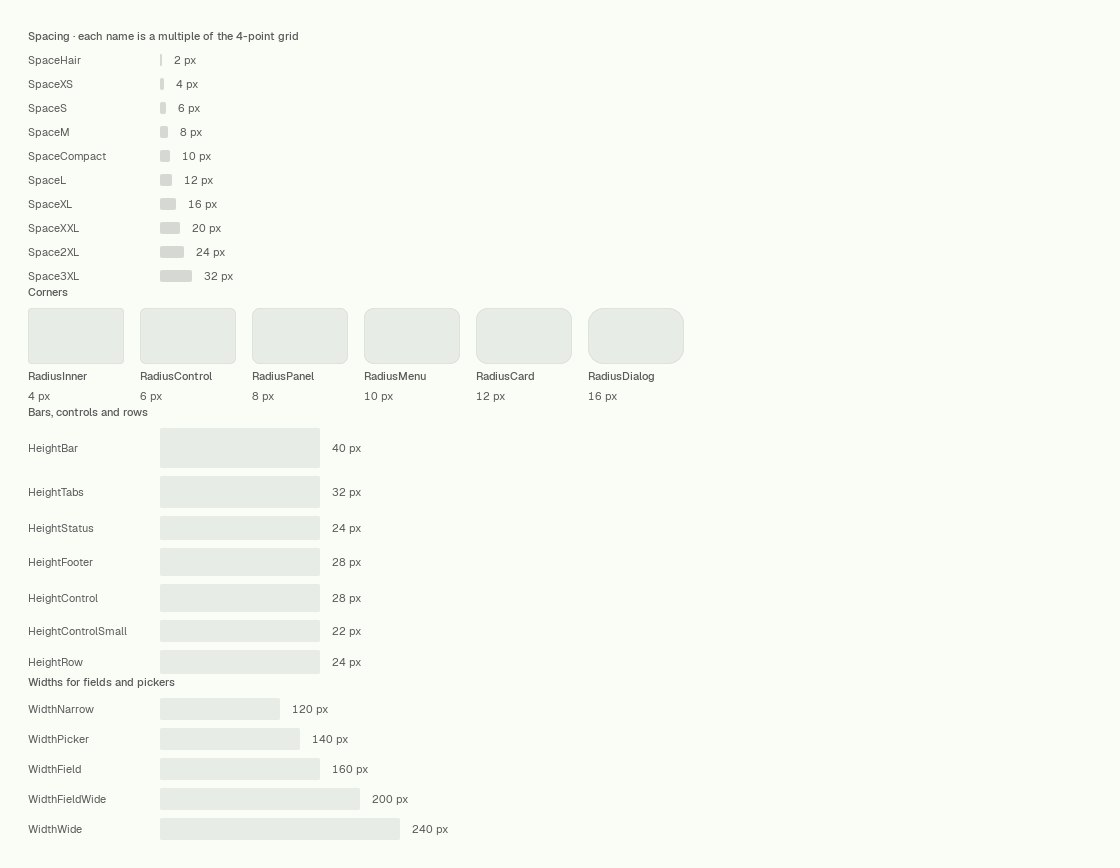 Spacing · each name is a multiple of the 4-point grid
SpaceHair 2 px
SpaceXS 4 px
SpaceS 6 px
SpaceM 8 px
SpaceCompact 10 px
SpaceL 12 px
SpaceXL 16 px
SpaceXXL 20 px
Space2XL 24 px
Space3XL 32 px
Corners
RadiusInner RadiusControl RadiusPanel RadiusMenu RadiusCard RadiusDialog
4 px 6 px 8 px 10 px 12 px 16 px
Bars, controls and rows
HeightBar 40 px
HeightTabs 32 px
HeightStatus 24 px
HeightFooter 28 px
HeightControl 28 px
HeightControlSmall 22 px
HeightRow 24 px
Widths for fields and pickers
WidthNarrow 120 px
WidthPicker 140 px
WidthField 160 px
WidthFieldWide 200 px
WidthWide 240 px